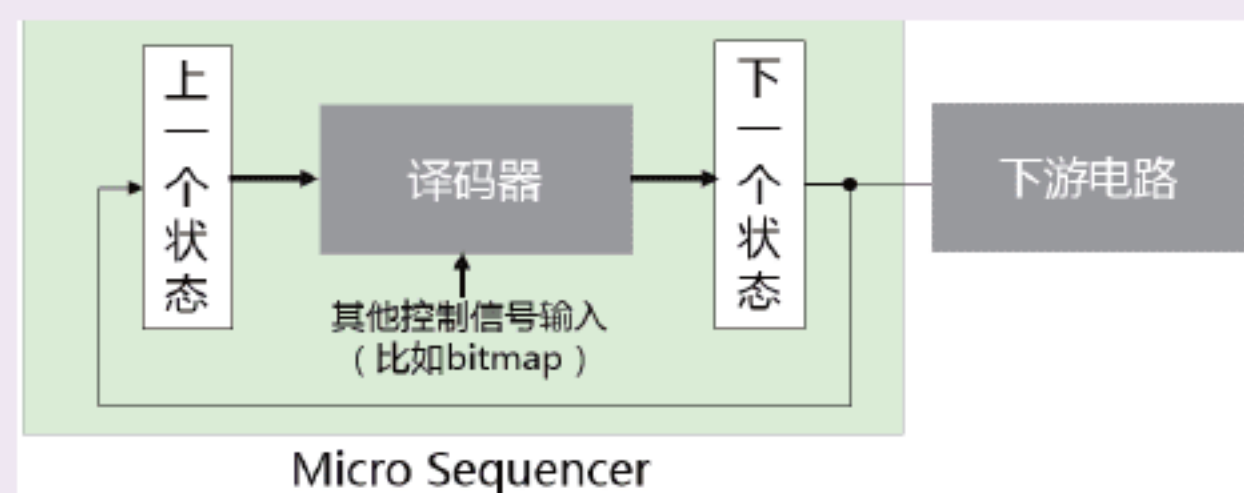 上一个状态
译码器
下一个状态
下游电路
其他控制信号输入
（比如bitmap）
Micro Sequencer